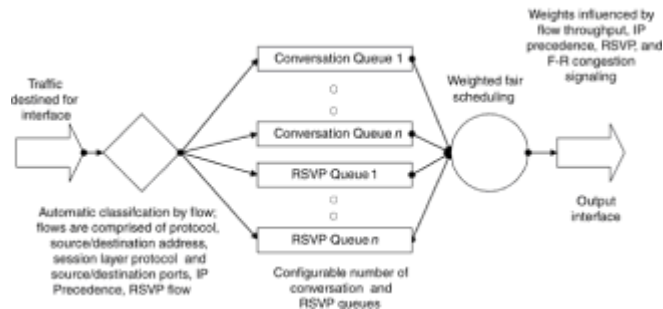 Weights influenced by
flow throughput, IP
precedence, RSVP, and
F-R congestion
signaling
Conversation Queue 1
Weighted fair
scheduling
Traffic
destined for
interface
Conversation Queue n
RSVP Queue 1
Output
interface
Automatic classifcation by flow;
flows are comprised of protocol,
source/destination address,
session layer protocol and
source/destination ports, IP
Precedence, RSVP flow
RSVP Queue n
Configurable number of
conversation and
RSVP queues